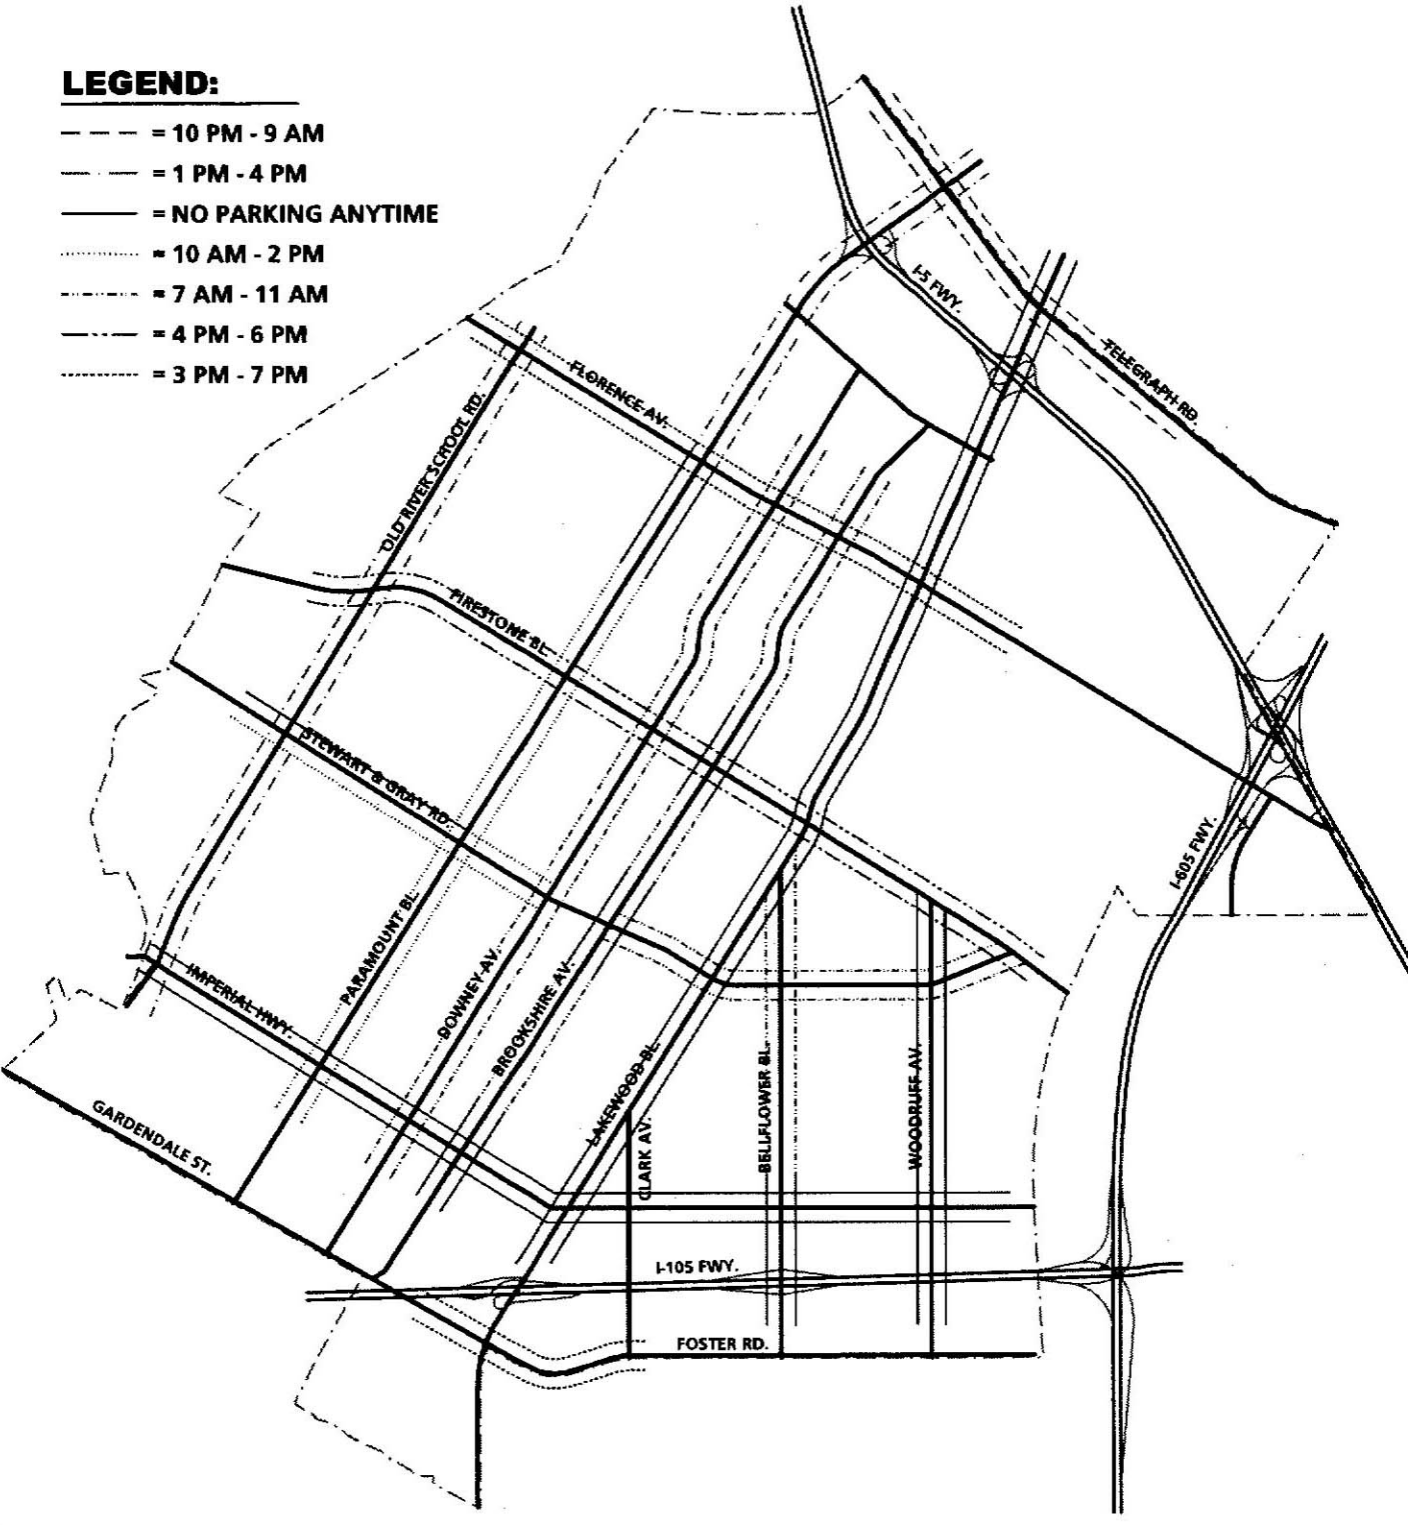 LEGEND:
= 10 PM - 9 AM
= 1 PM - 4 PM
= NO PARKING ANYTIME
= 10 AM - 2 PM
= 7 AM - 11 AM
= 4 PM - 6 PM
= 3 PM - 7 PM
I-5 FWY.
TELEGRAPH RD.
FLORENCE AV.
OLD RIVER SCHOOL RD.
FIRESTONE BL.
STEWART & GRAY RD.
I-605 FWY.
PARAMOUNT BL.
DOWNEY AV.
BROOKSHIRE AV.
IMPERIAL HWY.
LAKEWOOD BL.
CLARK AV.
BELLFLOWER BL.
WOODRUFF AV.
GARDENDALE ST.
I-105 FWY.
FOSTER RD.